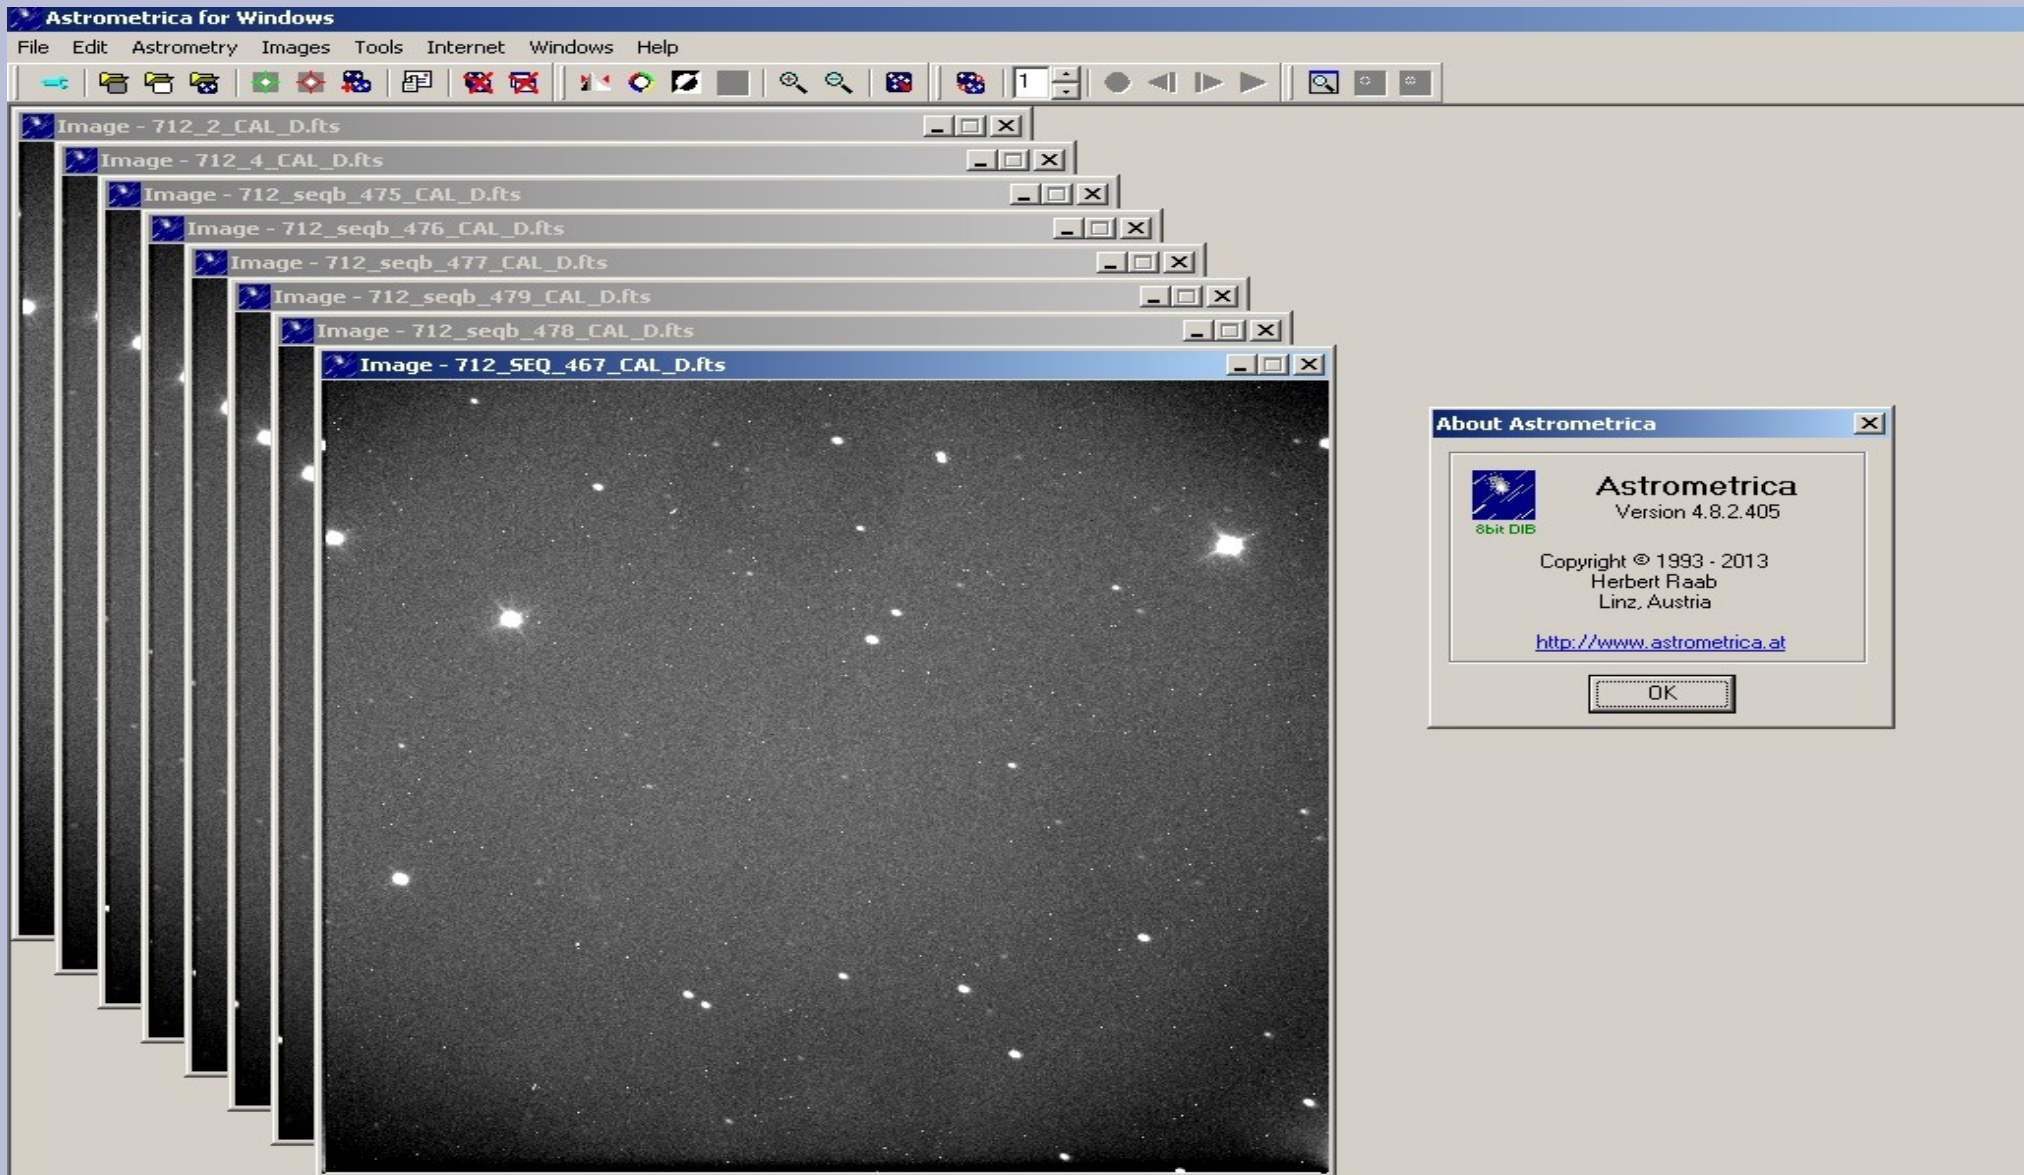 Astrometrica for Windows
File Edit Astrometry Images Tools Internet Windows Help
1
Image - 712_2_CAL_D.fts
Image - 712_4_CAL_D.fts
Image - 712_seqb_475_CAL_D.fts
Image - 712_seqb_476_CAL_D.fts
Image - 712_seqb_477_CAL_D.fts
Image - 712_seqb_479_CAL_D.fts
Image - 712_seqb_478_CAL_D.fts
Image - 712_SEQ_467_CAL_D.fts
About Astrometrica
Astrometrica
Version 4.8.2.405
8bit DIB
Copyright © 1993 - 2013
Herbert Raab
Linz, Austria
http://www.astrometrica.at
OK